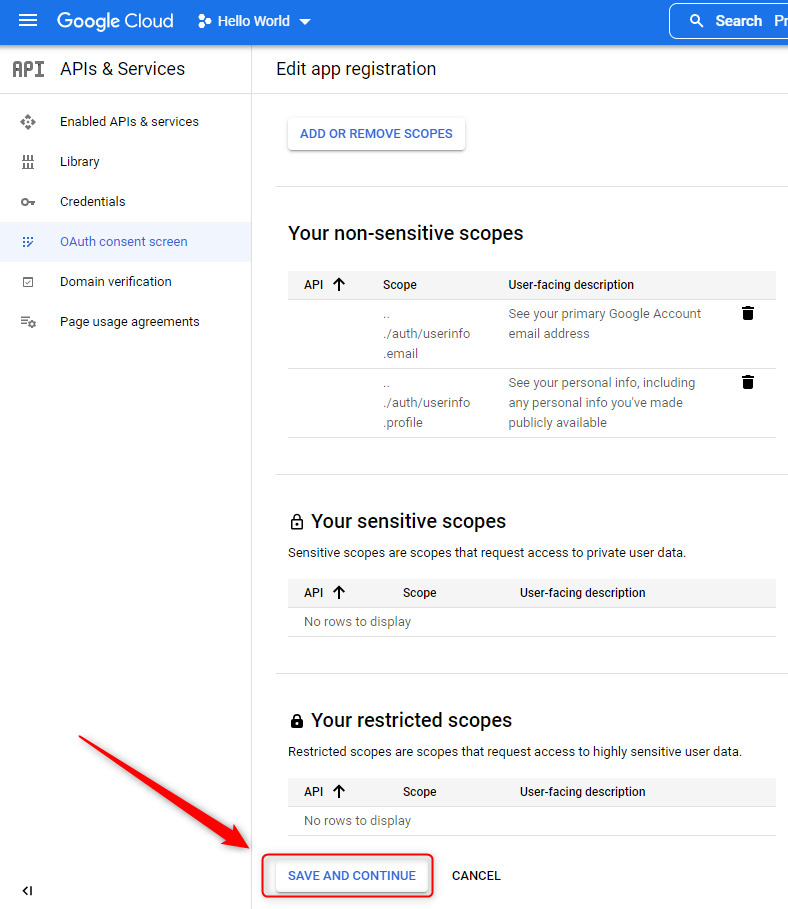 Google Cloud
Hello World
Search Pr
API APIs & Services
Edit app registration
Enabled APIs & services
Library
Credentials
OAuth consent screen
Domain verification
Page usage agreements
ADD OR REMOVE SCOPES
Your non-sensitive scopes
API Scope User-facing description
.. See your primary Google Account
./auth/userinfo email address
.email
.. See your personal info, including
./auth/userinfo any personal info you've made
.profile publicly available
Your sensitive scopes
Sensitive scopes are scopes that request access to private user data.
API Scope User-facing description
No rows to display
Your restricted scopes
Restricted scopes are scopes that request access to highly sensitive user data.
API Scope User-facing description
No rows to display
SAVE AND CONTINUE CANCEL